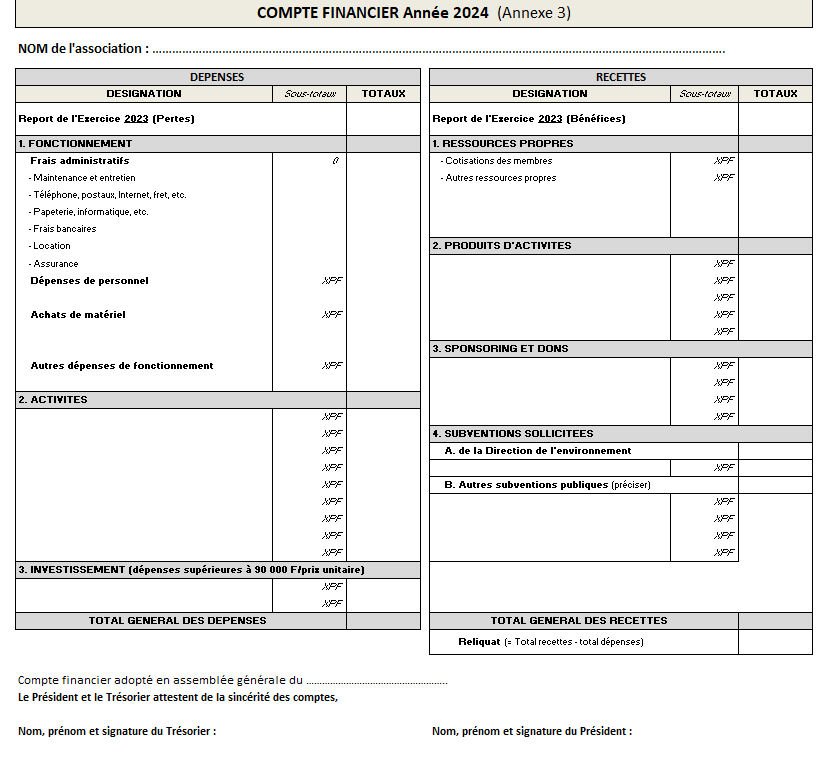 COMPTE FINANCIER Année 2024 (Annexe 3)
NOM de l'association : ……………………………………………………………………………………………………………………………
DEPENSES
DESIGNATION Sous-totaux TOTAUX
Report de l'Exercice 2023 (Pertes)
1. FONCTIONNEMENT
Frais administratifs 0
- Maintenance et entretien
- Téléphone, postaux, Internet, fret, etc.
- Papeterie, informatique, etc.
- Frais bancaires
- Location
- Assurance
Dépenses de personnel XPF
Achats de matériel XPF
Autres dépenses de fonctionnement XPF
2. ACTIVITES
XPF
XPF
XPF
XPF
XPF
XPF
XPF
XPF
XPF
3. INVESTISSEMENT (dépenses supérieures à 90 000 F/prix unitaire)
XPF
XPF
TOTAL GENERAL DES DEPENSES
RECETTES
DESIGNATION Sous-totaux TOTAUX
Report de l'Exercice 2023 (Bénéfices)
1. RESSOURCES PROPRES
- Cotisations des membres XPF
- Autres ressources propres XPF
2. PRODUITS D'ACTIVITES
XPF
XPF
XPF
XPF
XPF
3. SPONSORING ET DONS
XPF
XPF
XPF
XPF
4. SUBVENTIONS SOLLICITEES
A. de la Direction de l'environnement
XPF
B. Autres subventions publiques (préciser)
XPF
XPF
XPF
XPF
TOTAL GENERAL DES RECETTES
Reliquat (= Total recettes - total dépenses)
Compte financier adopté en assemblée générale du ……………………………………………..
Le Président et le Trésorier attestent de la sincérité des comptes,
Nom, prénom et signature du Trésorier :
Nom, prénom et signature du Président :